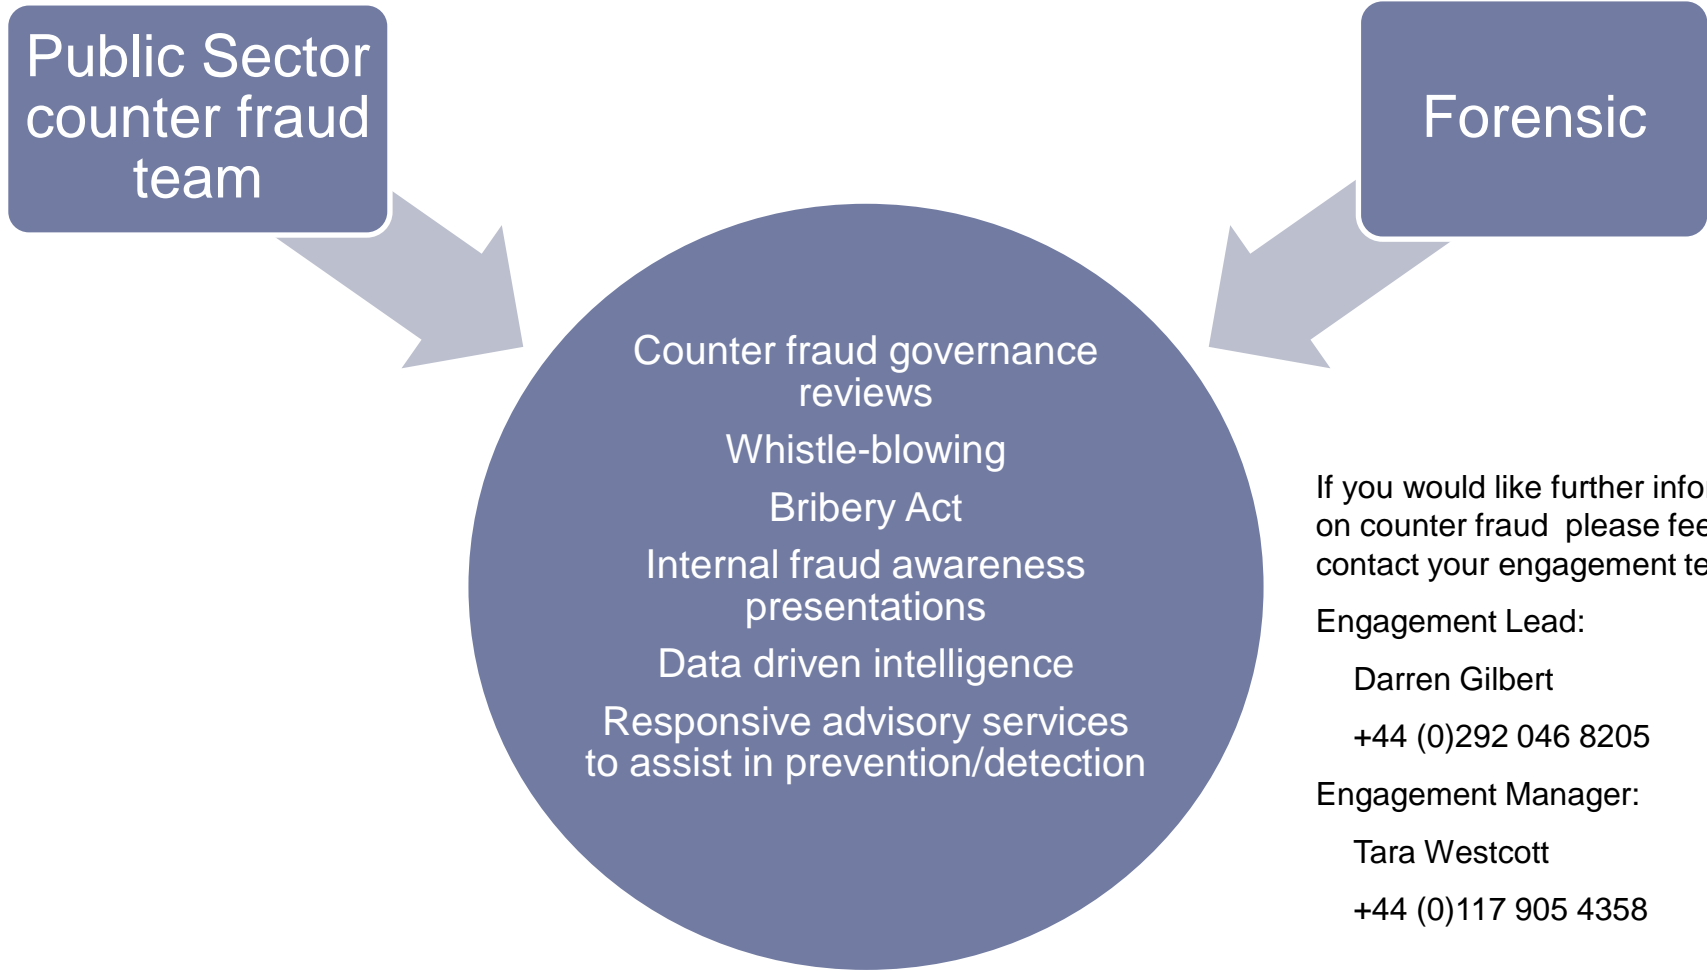 Public Sector
counter fraud
team
Forensic
Counter fraud governance
reviews
Whistle-blowing
Bribery Act
Internal fraud awareness
presentations
Data driven intelligence
Responsive advisory services
to assist in prevention/detection
If you would like further
on counter fraud please
contact your engagement
Engagement Lead:
Darren Gilbert
+44 (0)292 046 8205
Engagement Manager:
Tara Westcott
+44 (0)117 905 4358